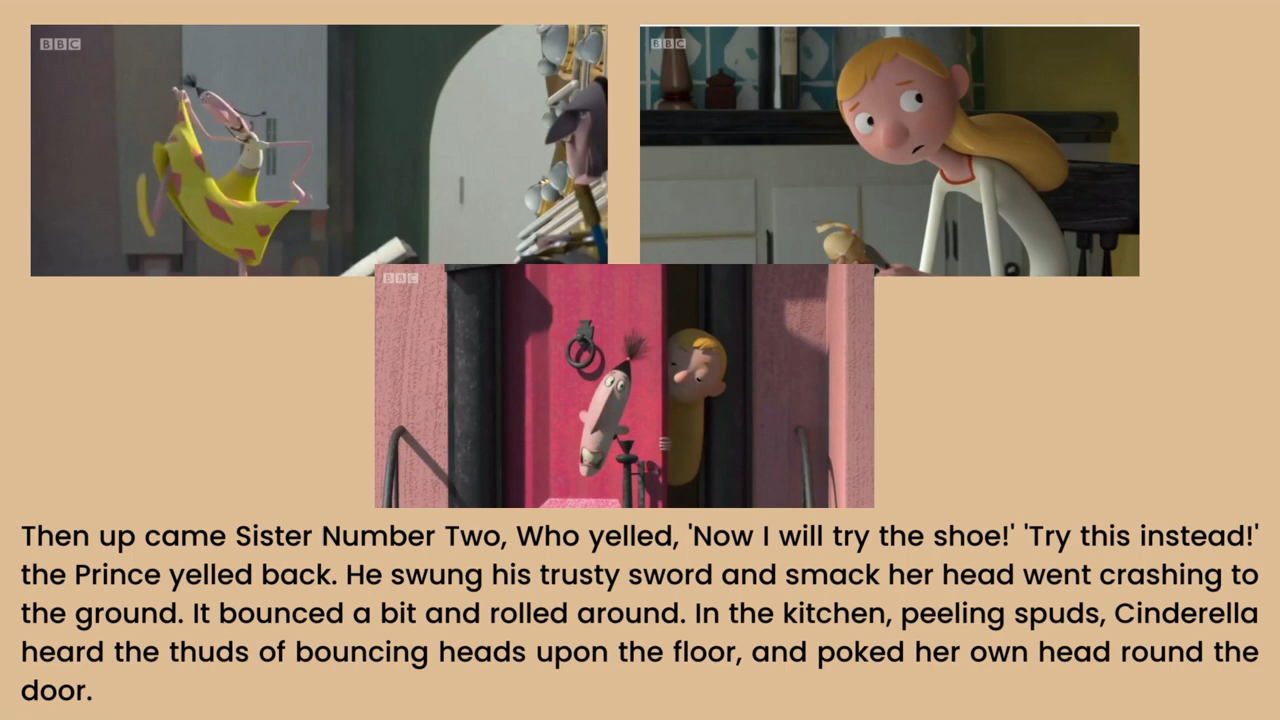 BBC
BBC
BBC
Then up came Sister Number Two, Who yelled, 'Now I will try the shoe!' 'Try this instead!'
the Prince yelled back. He swung his trusty sword and smack her head went crashing to
the ground. It bounced a bit and rolled around. In the kitchen, peeling spuds, Cinderella
heard the thuds of bouncing heads upon the floor, and poked her own head round the
door.